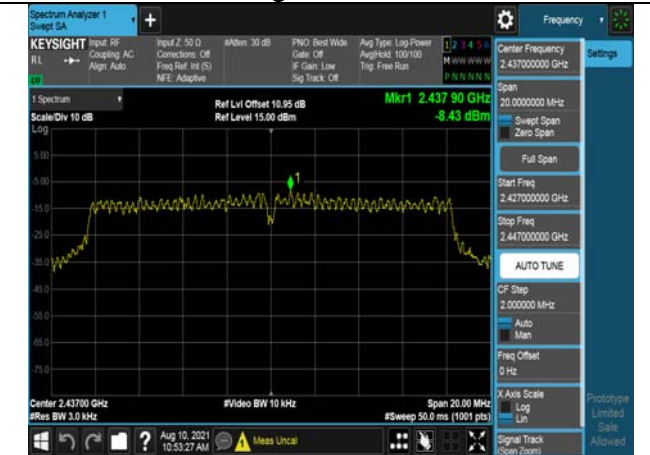 Spectrum Analyzer 1
Swept SA
+
Frequency
KEYSIGHT
RL
Input: RF
Coupling: AC
Align: Auto
Input Z: 50 Ω
Corrections: Off
Freq Ref: Int (S)
NFE: Adaptive
#Atten: 30 dB
PNO: Best Wide
Gate: Off
IF Gain: Low
Sig Track: Off
Avg Type: Log-Power
Avg|Hold: 100/100
Trig: Free Run
1 2 3 4 5 6
M W W W W W
P N N N N N
Center Frequency
2.437000000 GHz
Settings
1 Spectrum
Scale/Div 10 dB
Ref Lvl Offset 10.95 dB
Ref Level 15.00 dBm
Mkr1 2.437 90 GHz
-8.43 dBm
Span
20.0000000 MHz
Swept Span
Zero Span
Log
5.00
-5.00
-15.0
-25.0
-35.0
-45.0
-55.0
-65.0
-75.0
1
Full Span
Start Freq
2.427000000 GHz
Stop Freq
2.447000000 GHz
AUTO TUNE
CF Step
2.000000 MHz
Auto
Man
Freq Offset
0 Hz
X Axis Scale
Log
Lin
Signal Track
(Span Zoom)
Prototype
Limited
Sale
Allowed
Center 2.43700 GHz
#Res BW 3.0 kHz
#Video BW 10 kHz
Span 20.00 MHz
#Sweep 50.0 ms (1001 pts)
?
Aug 10, 2021
10:53:27 AM
Meas Uncal